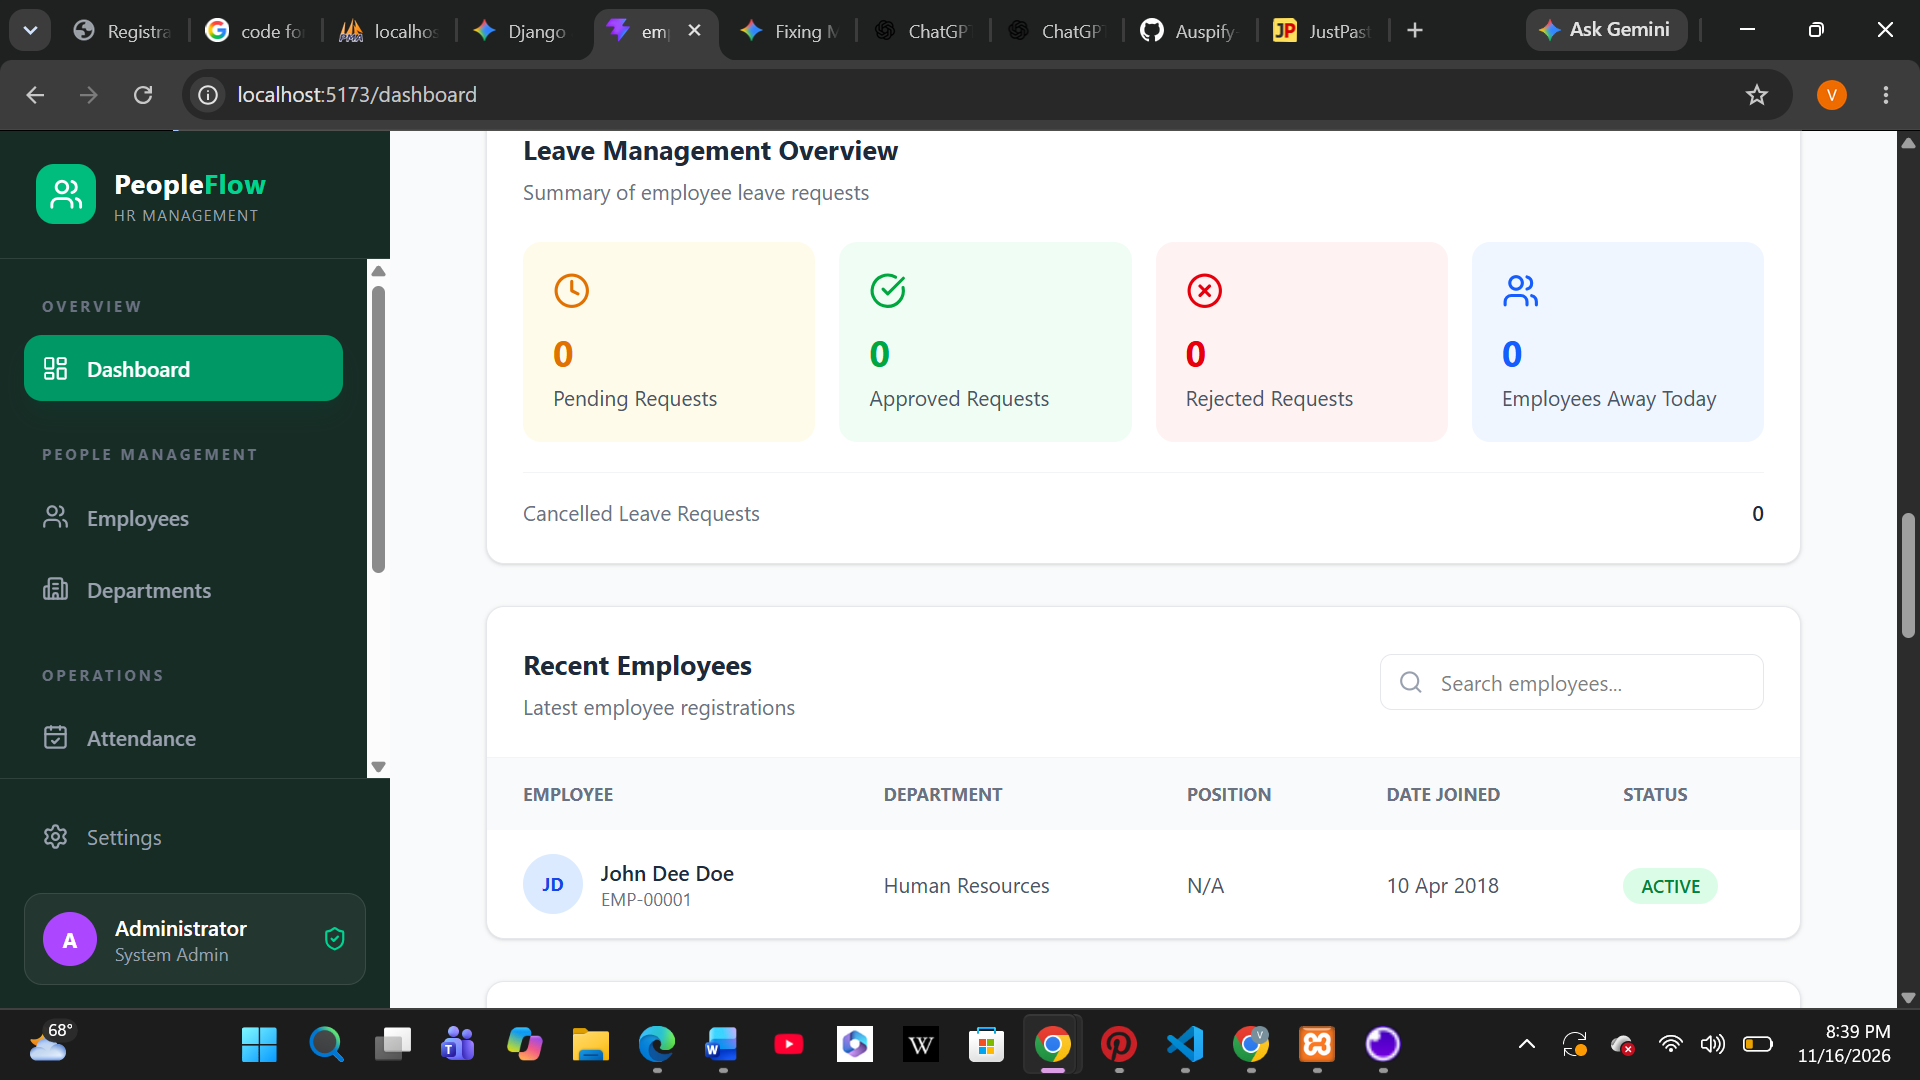 Registra
code fo
localhos
Django
em
Fixing M
ChatGPT
ChatGPT
Auspify-
JustPast
Ask Gemini
localhost:5173/dashboard
V
PeopleFlow
HR MANAGEMENT
OVERVIEW
Dashboard
PEOPLE MANAGEMENT
Employees
Departments
OPERATIONS
Attendance
Settings
A
Administrator
System Admin
Leave Management Overview
Summary of employee leave requests
0
Pending Requests
0
Approved Requests
0
Rejected Requests
0
Employees Away Today
Cancelled Leave Requests 0
Recent Employees
Latest employee registrations
Search employees...
EMPLOYEE DEPARTMENT POSITION DATE JOINED STATUS
JD John Dee Doe Human Resources N/A 10 Apr 2018 ACTIVE
EMP-00001
68°
8:39 PM
11/16/2026